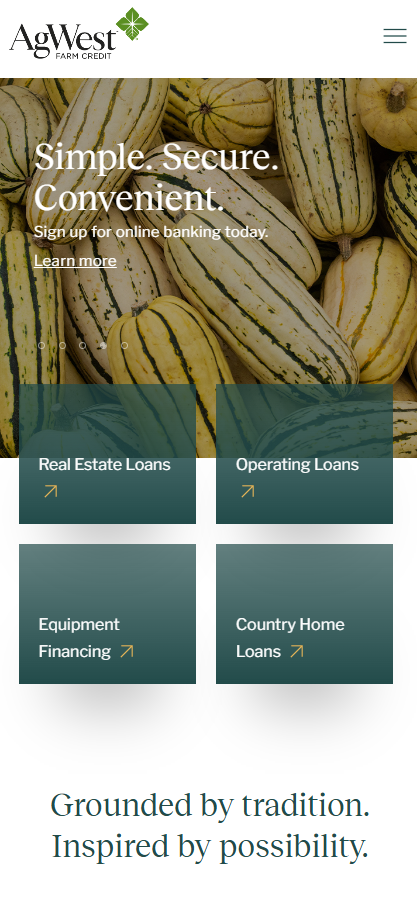 AgWest
FARM CREDIT
Simple. Secure.
Convenient.
Sign up for online banking today.
Learn more
Real Estate Loans
Operating Loans
Equipment
Financing
Country Home
Loans
Grounded by tradition.
Inspired by possibility.